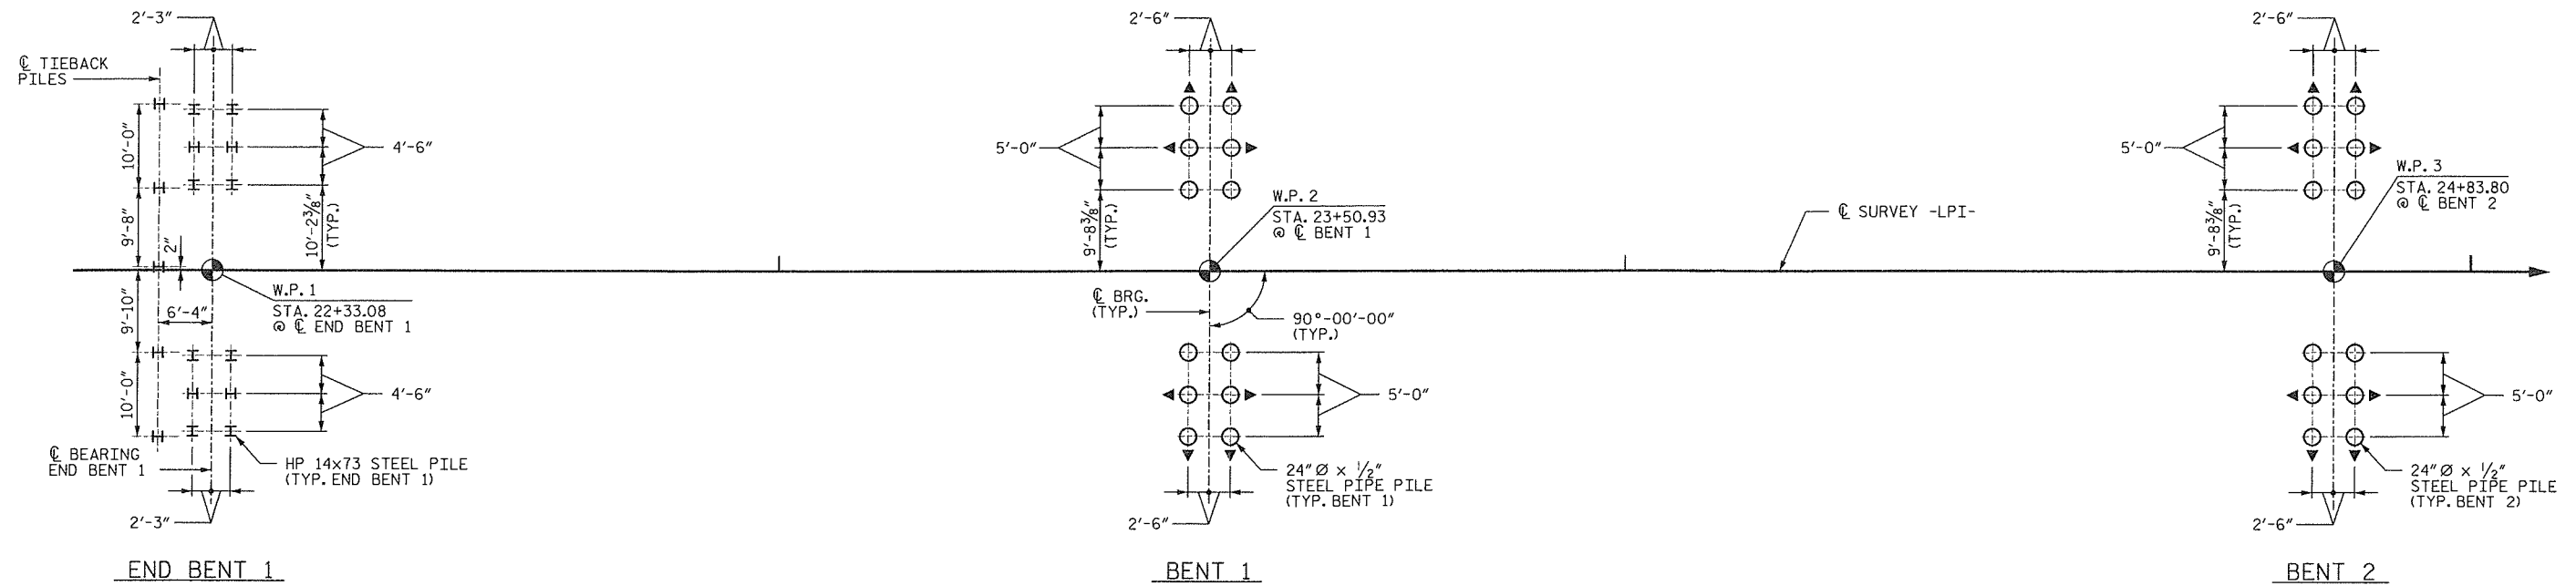 2'-3"
℄ TIEBACK
PILES
10'-0"
9'-8"
2"
9'-10"
10'-0"
6'-4"
4'-6"
10'-2⅜"
(TYP.)
W.P. 1
STA. 22+33.08
@ ℄ END BENT 1
4'-6"
℄ BEARING
END BENT 1
HP 14x73 STEEL PILE
(TYP. END BENT 1)
2'-3"
END BENT 1
2'-6"
5'-0"
9'-8⅜"
(TYP.)
W.P. 2
STA. 23+50.93
@ ℄ BENT 1
℄ BRG.
(TYP.)
90°-00'-00"
(TYP.)
5'-0"
24"Ø x ½"
STEEL PIPE PILE
(TYP. BENT 1)
2'-6"
BENT 1
℄ SURVEY -LPI-
2'-6"
5'-0"
9'-8⅜"
(TYP.)
W.P. 3
STA. 24+83.80
@ ℄ BENT 2
5'-0"
24"Ø x ½"
STEEL PIPE PILE
(TYP. BENT 2)
2'-6"
BENT 2